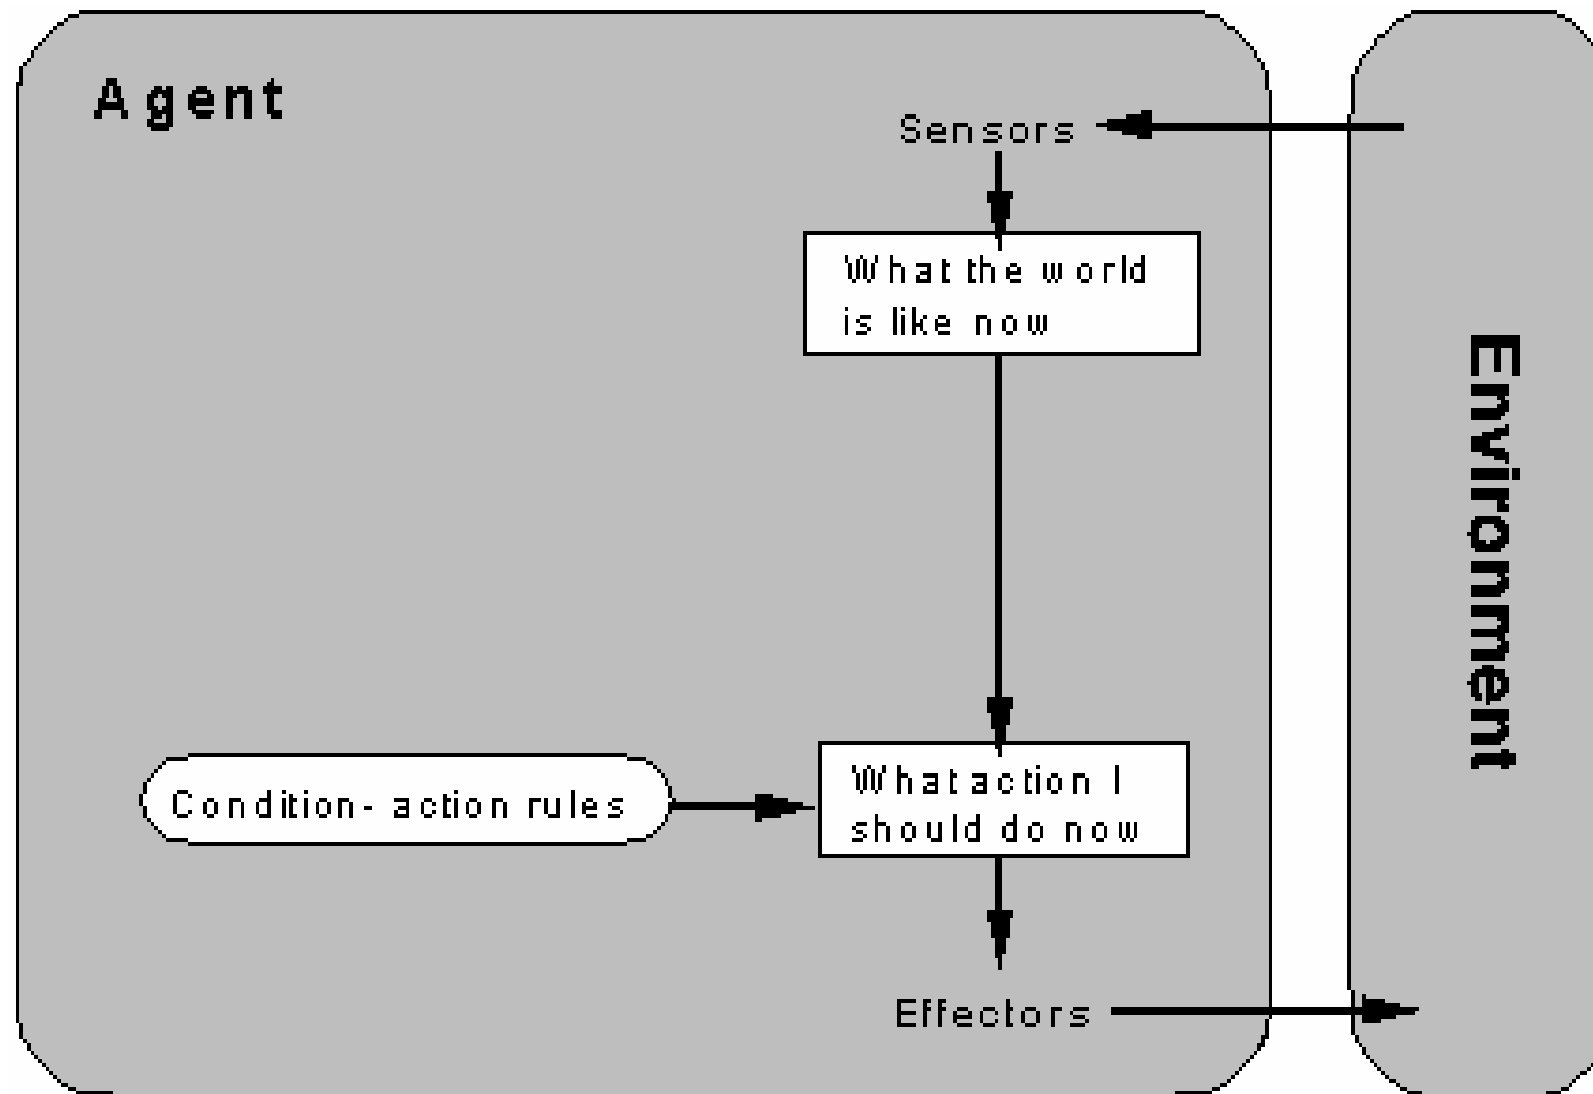 Agent
Sensors
What the world
is like now
Environment
Condition-action rules
What action I
should do now
Effectors